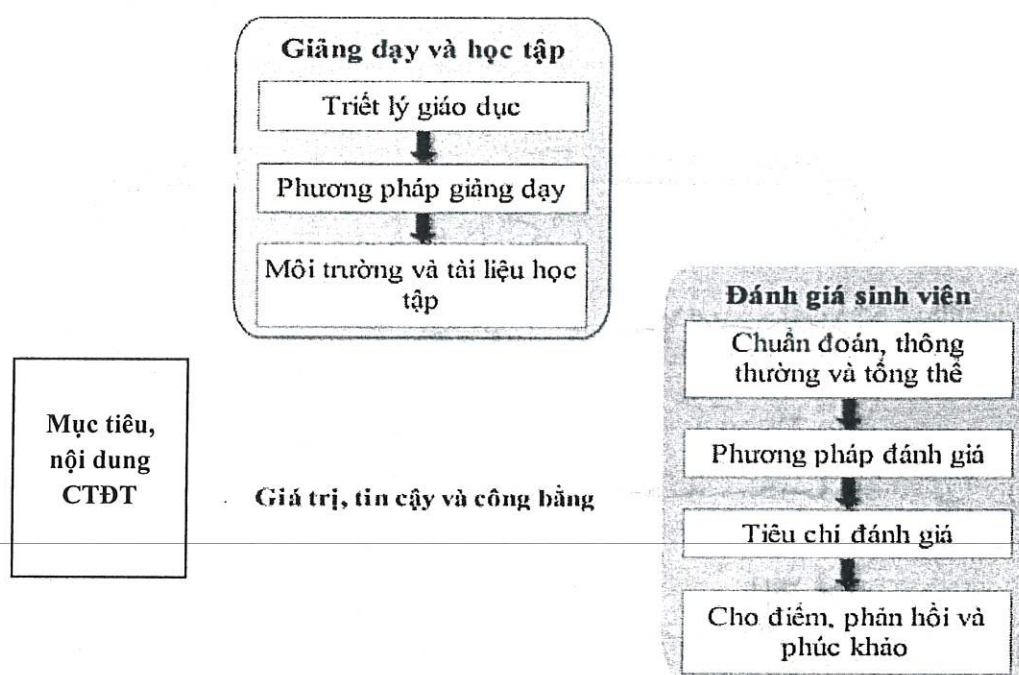 Giảng dạy và học tập
Triết lý giáo dục
Phương pháp giảng dạy
Môi trường và tài liệu học
tập
Đánh giá sinh viên
Chuẩn đoán, thông
thường và tổng thể
Phương pháp đánh giá
Tiêu chí đánh giá
Cho điểm, phản hồi và
phúc khảo
Mục tiêu,
nội dung
CTĐT
Giá trị, tin cậy và công bằng